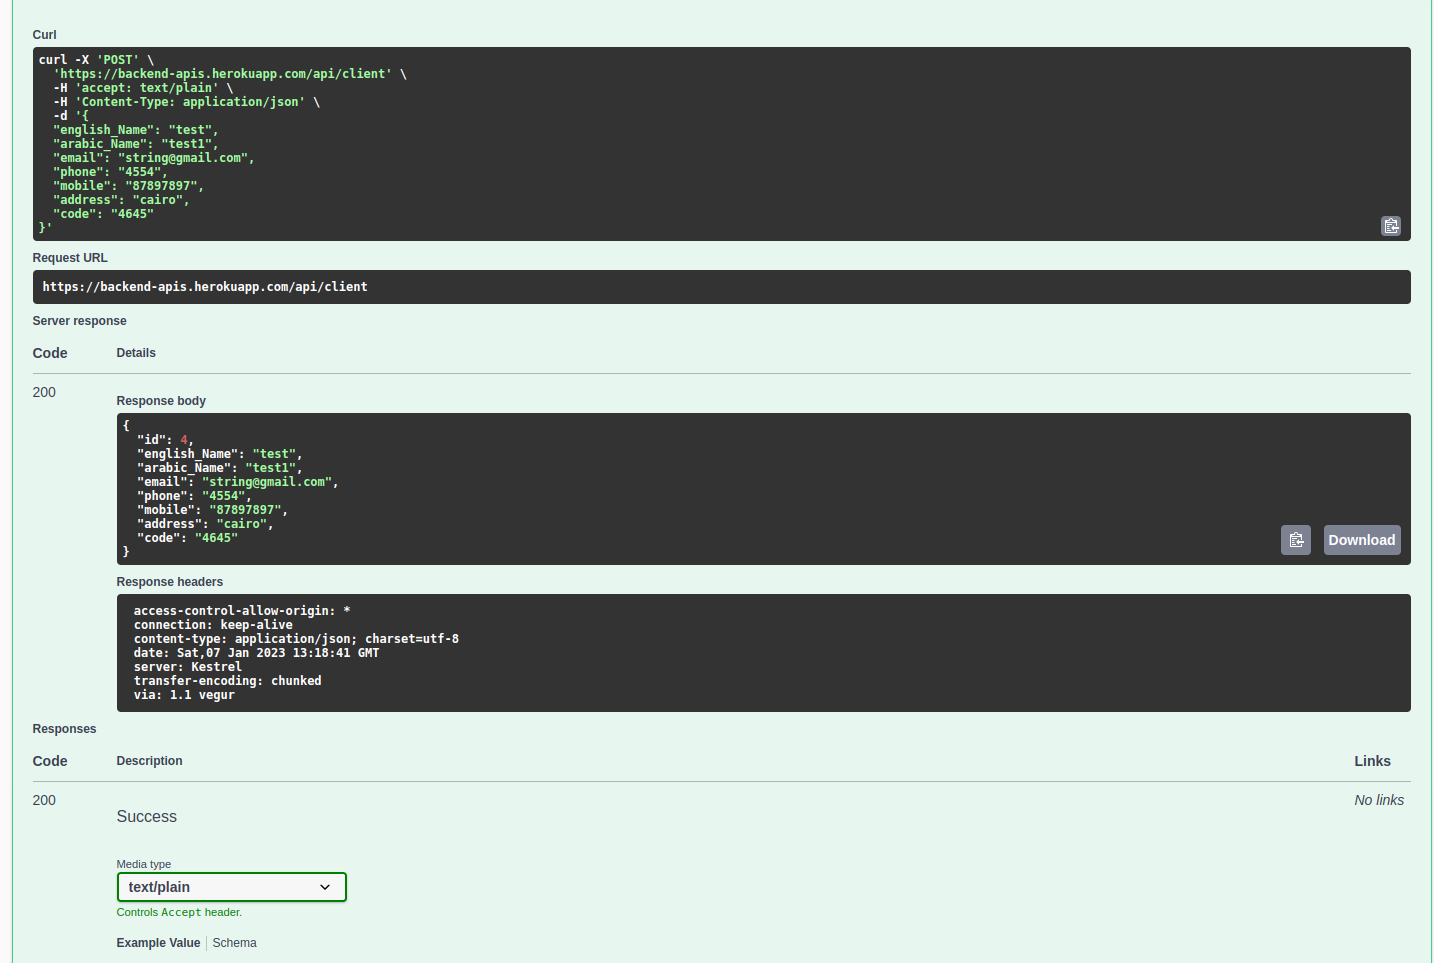 Curl
curl -X 'POST' \
  'https://backend-apis.herokuapp.com/api/client' \
  -H 'accept: text/plain' \
  -H 'Content-Type: application/json' \
  -d '{
  "english_Name": "test",
  "arabic_Name": "test1",
  "email": "string@gmail.com",
  "phone": "4554",
  "mobile": "87897897",
  "address": "cairo",
  "code": "4645"
}'
Request URL
https://backend-apis.herokuapp.com/api/client
Server response
Code Details
200
Response body
{
  "id": 4,
  "english_Name": "test",
  "arabic_Name": "test1",
  "email": "string@gmail.com",
  "phone": "4554",
  "mobile": "87897897",
  "address": "cairo",
  "code": "4645"
}
Download
Response headers
access-control-allow-origin: *
connection: keep-alive
content-type: application/json; charset=utf-8
date: Sat,07 Jan 2023 13:18:41 GMT
server: Kestrel
transfer-encoding: chunked
via: 1.1 vegur
Responses
Code Description Links
200 No links
Success
Media type
text/plain
Controls Accept header.
Example Value Schema